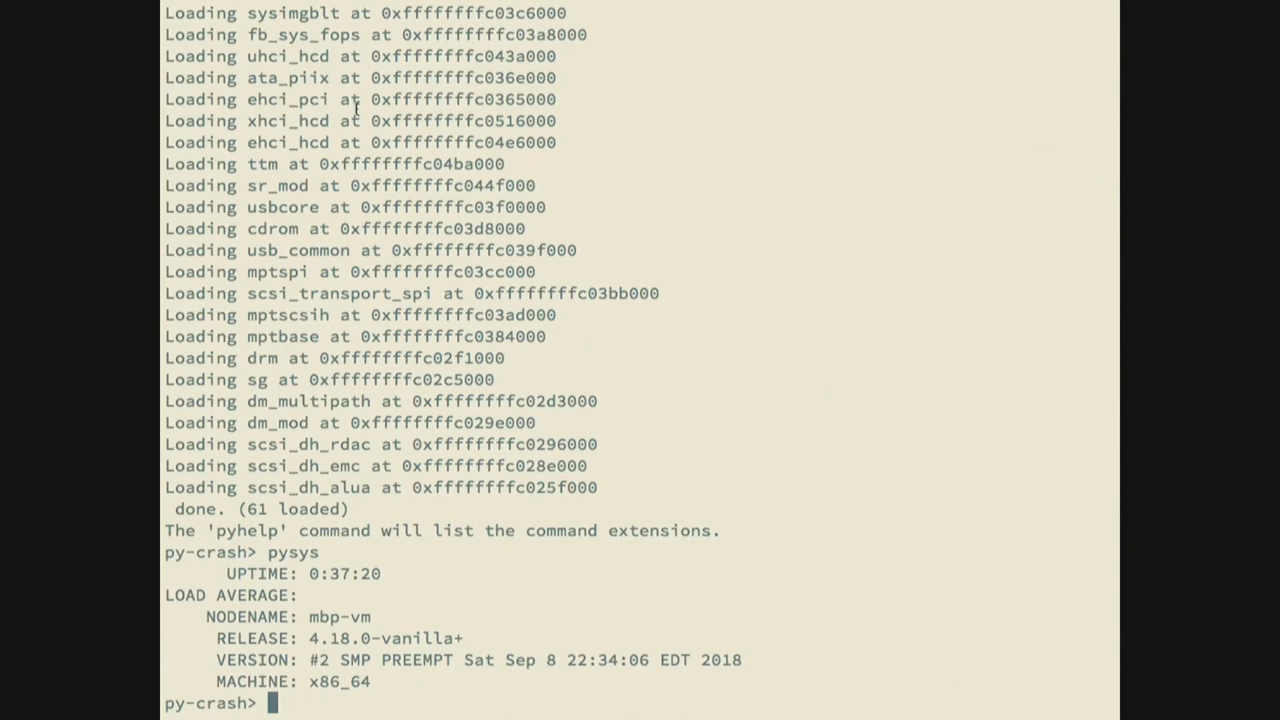 Loading sysimgblt at 0xffffffffc03c6000
Loading fb_sys_fops at 0xffffffffc03a8000
Loading uhci_hcd at 0xffffffffc043a000
Loading ata_piix at 0xffffffffc036e000
Loading ehci_pci at 0xffffffffc0365000
Loading xhci_hcd at 0xffffffffc0516000
Loading ehci_hcd at 0xffffffffc04e6000
Loading ttm at 0xffffffffc04ba000
Loading sr_mod at 0xffffffffc044f000
Loading usbcore at 0xffffffffc03f0000
Loading cdrom at 0xffffffffc03d8000
Loading usb_common at 0xffffffffc039f000
Loading mptspi at 0xffffffffc03cc000
Loading scsi_transport_spi at 0xffffffffc03bb000
Loading mptscsih at 0xffffffffc03ad000
Loading mptbase at 0xffffffffc0384000
Loading drm at 0xffffffffc02f1000
Loading sg at 0xffffffffc02c5000
Loading dm_multipath at 0xffffffffc02d3000
Loading dm_mod at 0xffffffffc029e000
Loading scsi_dh_rdac at 0xffffffffc0296000
Loading scsi_dh_emc at 0xffffffffc028e000
Loading scsi_dh_alua at 0xffffffffc025f000
done. (61 loaded)
The 'pyhelp' command will list the command extensions.
py-crash> pysys
UPTIME: 0:37:20
LOAD AVERAGE:
NODENAME: mbp-vm
RELEASE: 4.18.0-vanilla+
VERSION: #2 SMP PREEMPT Sat Sep 8 22:34:06 EDT 2018
MACHINE: x86_64
py-crash>